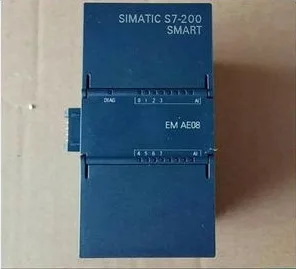 SIMATIC S7-200
SMART
DIAG 0 1 2 3 AI
EM AE08
4 5 6 7 AI